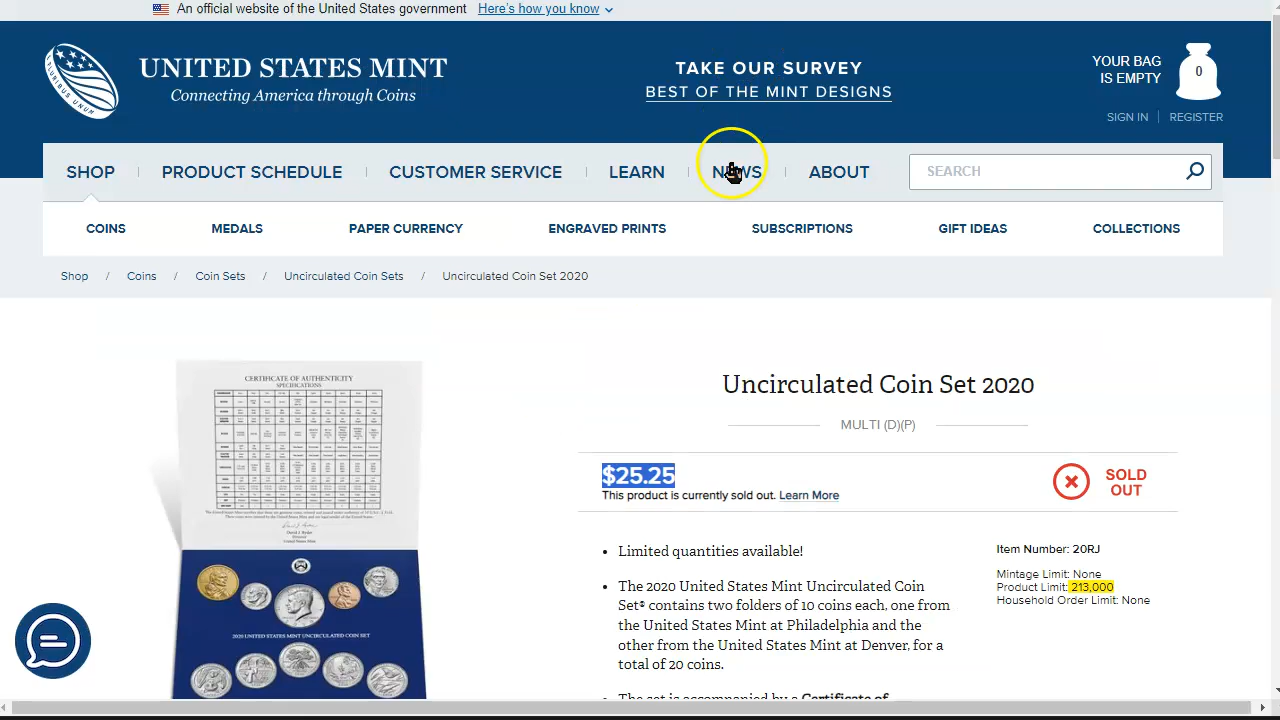 An official website of the United States government Here's how you know
UNITED STATES MINT
Connecting America through Coins
TAKE OUR SURVEY
BEST OF THE MINT DESIGNS
YOUR BAG
IS EMPTY
0
SIGN IN
REGISTER
SHOP
PRODUCT SCHEDULE
CUSTOMER SERVICE
LEARN
NEWS
ABOUT
SEARCH
COINS
MEDALS
PAPER CURRENCY
ENGRAVED PRINTS
SUBSCRIPTIONS
GIFT IDEAS
COLLECTIONS
Shop / Coins / Coin Sets / Uncirculated Coin Sets / Uncirculated Coin Set 2020
CERTIFICATE OF AUTHENTICITY
SPECIFICATIONS
2020 UNITED STATES MINT UNCIRCULATED COIN SET
Uncirculated Coin Set 2020
MULTI (D)(P)
$25.25
This product is currently sold out. Learn More
SOLD
OUT
• Limited quantities available!
• The 2020 United States Mint Uncirculated Coin
Set® contains two folders of 10 coins each, one from
the United States Mint at Philadelphia and the
other from the United States Mint at Denver, for a
total of 20 coins.
• The set is accompanied by a Certificate of
Item Number: 20RJ
Mintage Limit: None
Product Limit: 213,000
Household Order Limit: None